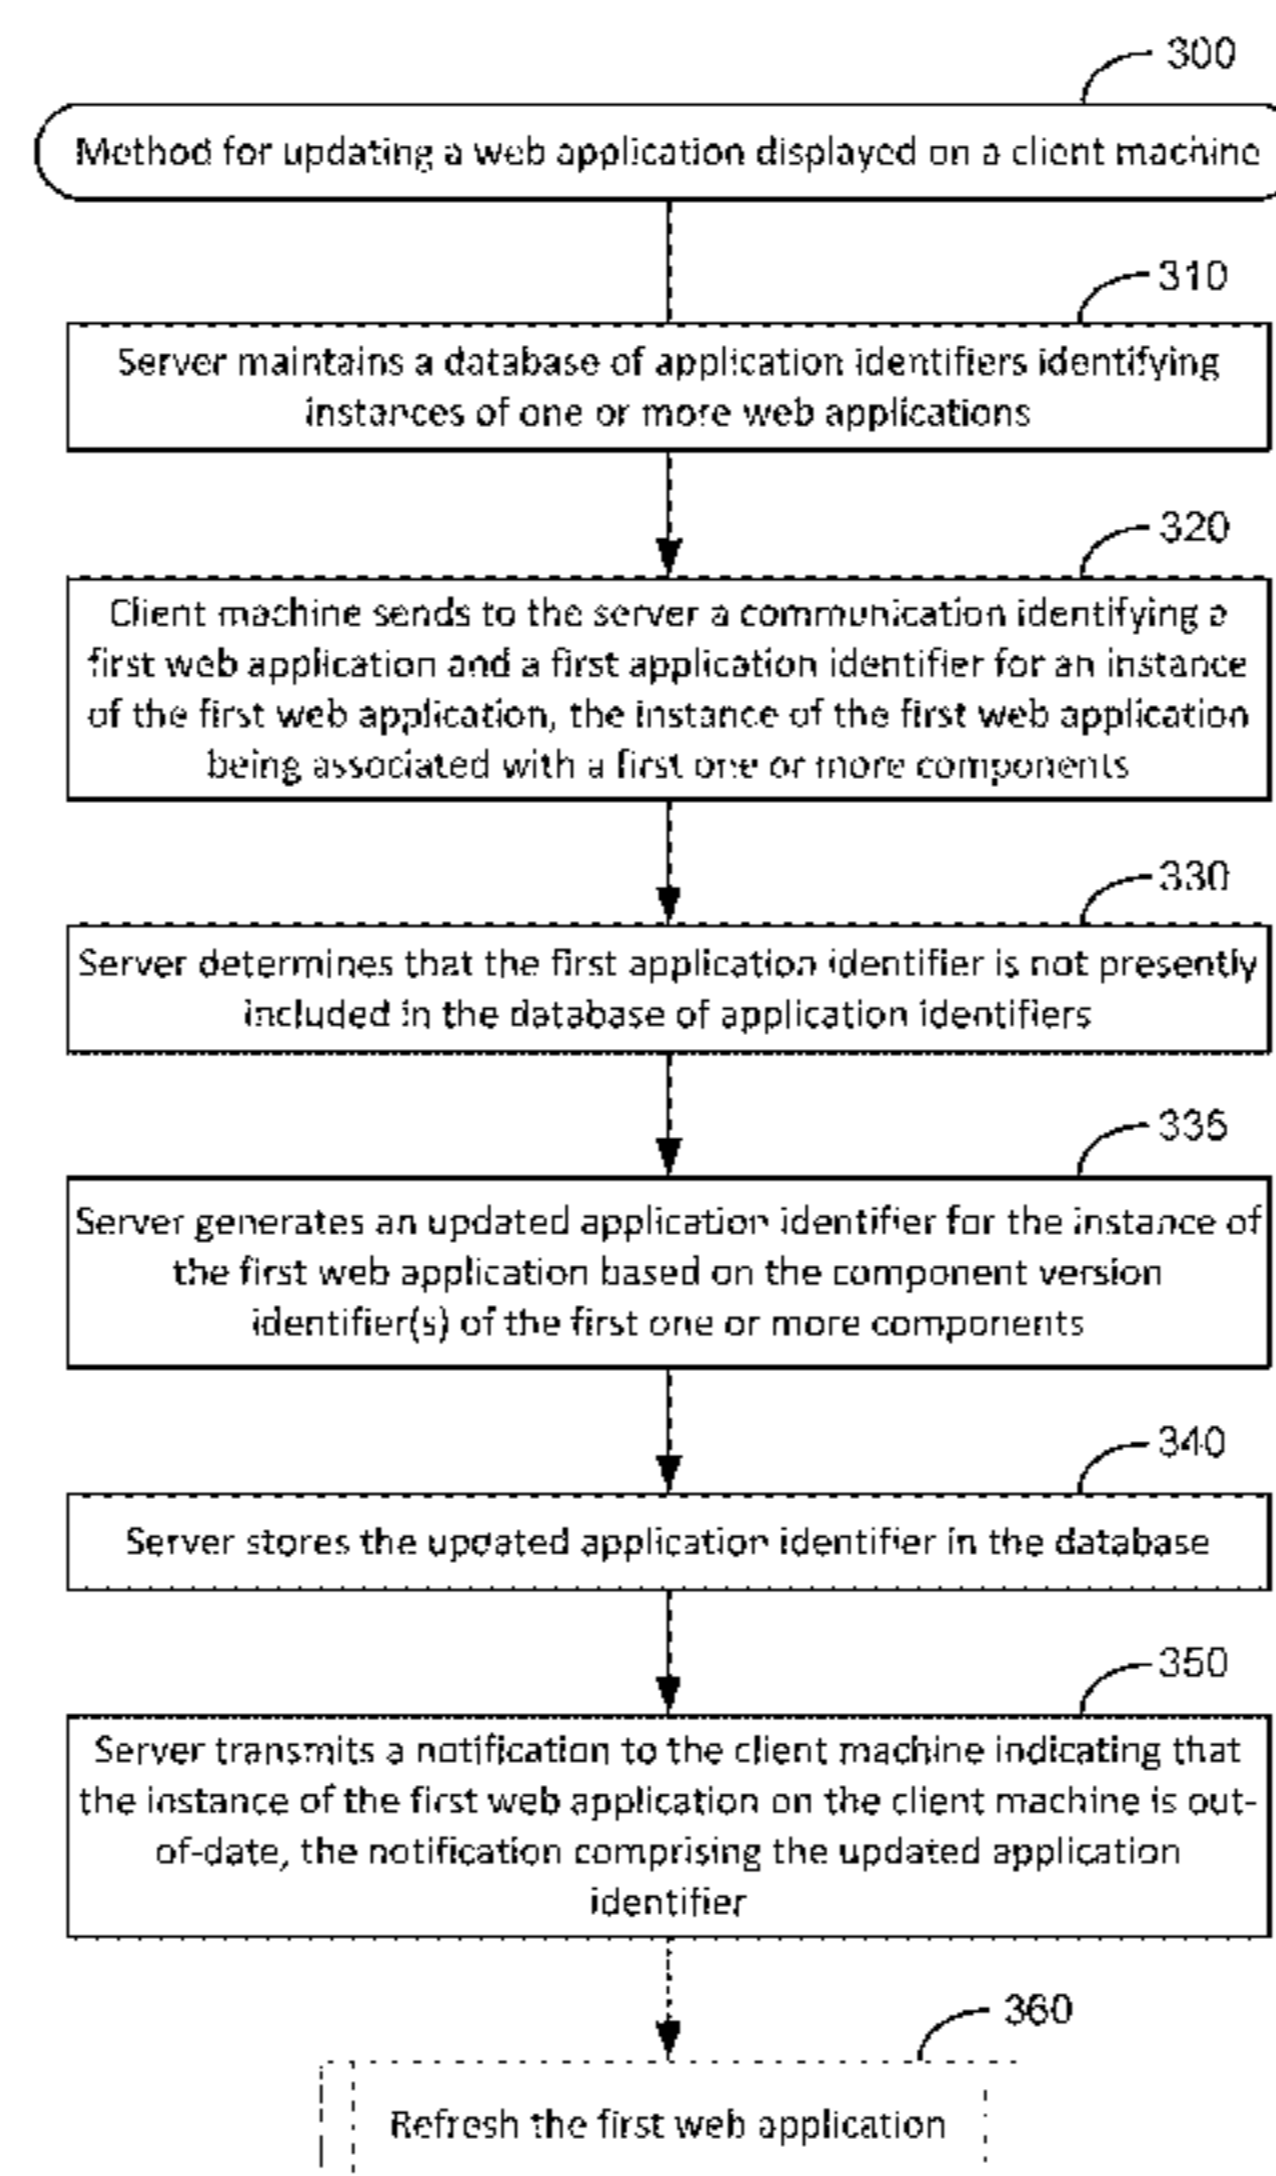 300
Method for updating a web application displayed on a client machine
310
Server maintains a database of application identifiers identifying
instances of one or more web applications
320
Client machine sends to the server a communication identifying a
first web application and a first application identifier for an instance
of the first web application, the instance of the first web application
being associated with a first one or more components
330
Server determines that the first application identifier is not presently
included in the database of application identifiers
335
Server generates an updated application identifier for the instance of
the first web application based on the component version
identifier(s) of the first one or more components
340
Server stores the updated application identifier in the database
350
Server transmits a notification to the client machine indicating that
the instance of the first web application on the client machine is out-
of-date, the notification comprising the updated application
identifier
360
Refresh the first web application